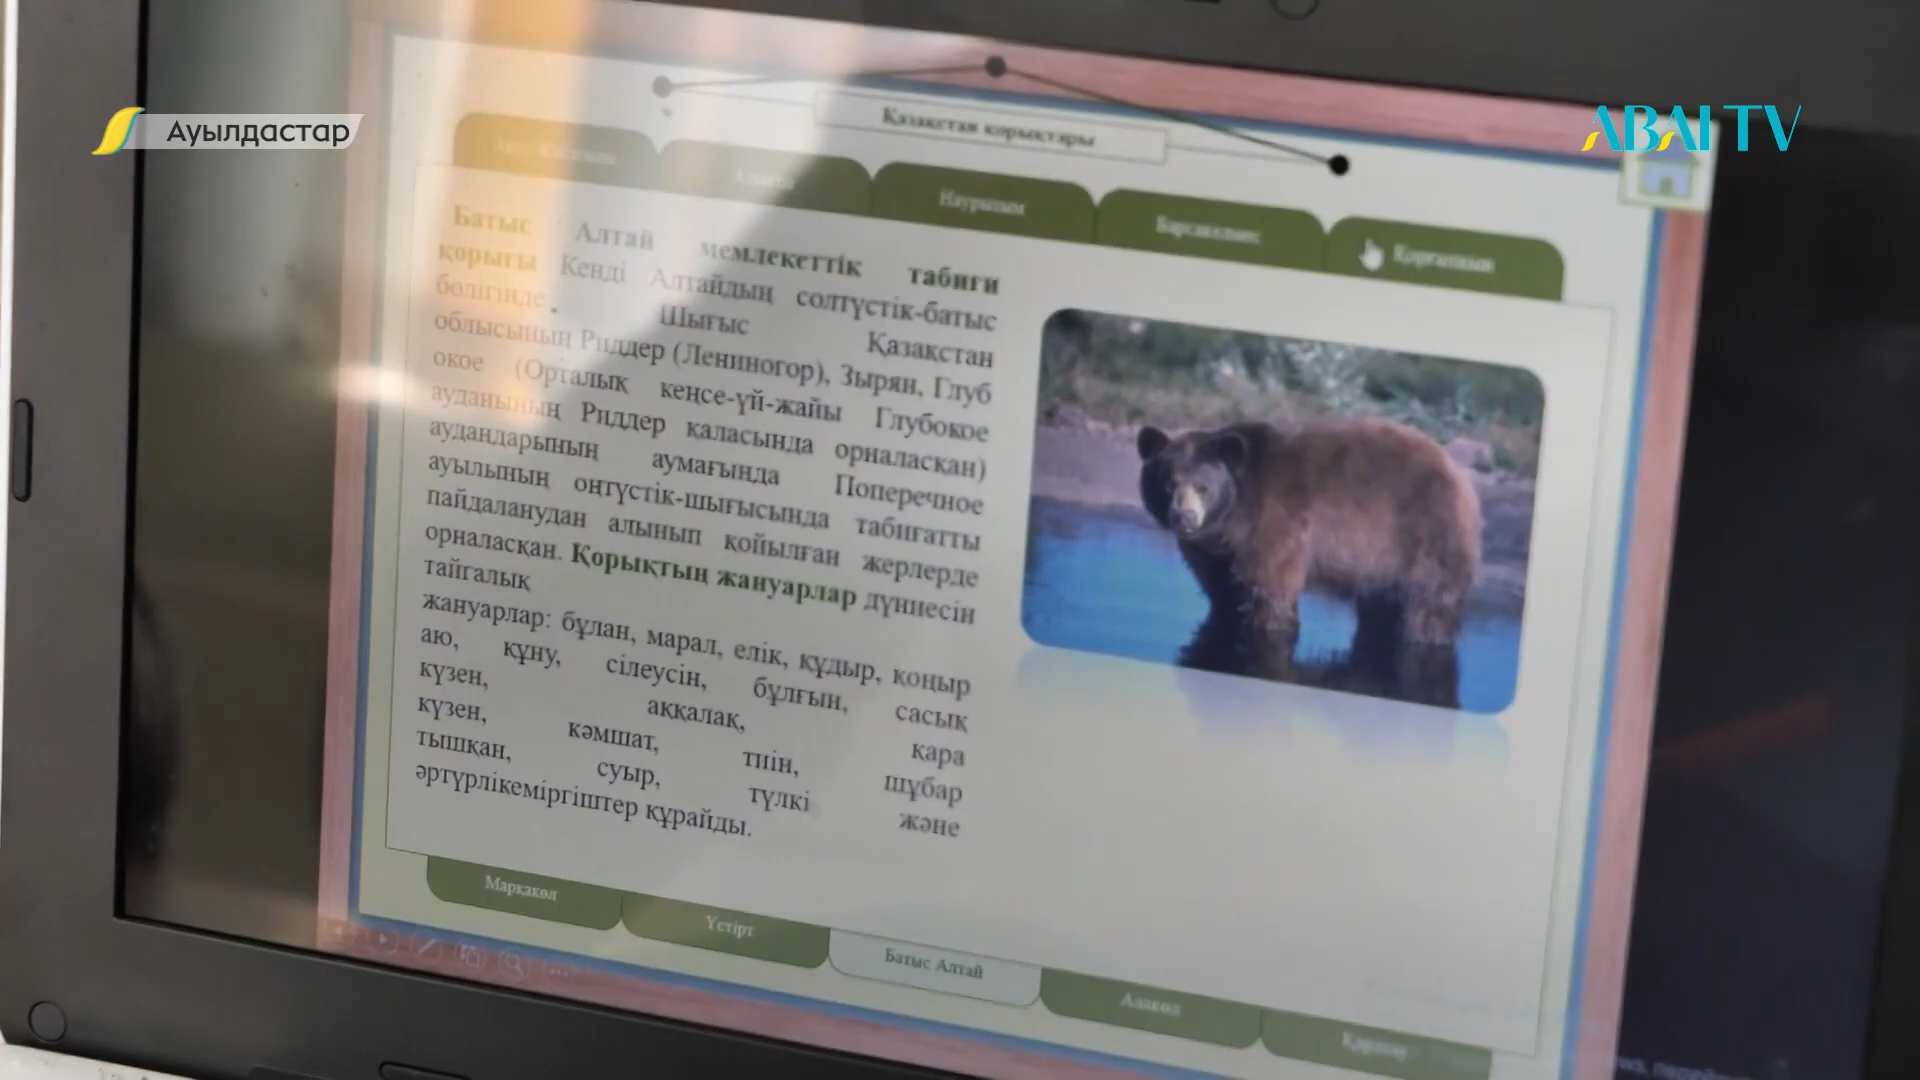 Ауылдастар
ABAI TV
Қазақстан қорықтары
Наурызым
Барсакелмес
Қорғалжын
Батыс Алтай мемлекеттік табиғи
қорығы Кенді Алтайдың солтүстік-батыс
бөлігінде. Шығыс Қазақстан
облысының Риддер (Лениногор), Зырян, Глуб
окое (Орталық кеңсе-үй-жайы Глубокое
ауданының Риддер қаласында орналасқан)
аудандарының аумағында Поперечное
ауылының оңтүстік-шығысында табиғатты
пайдаланудан алынып қойылған жерлерде
орналасқан. Қорықтың жануарлар дүниесін
тайгалық
жануарлар: бұлан, марал, елік, құдыр, қоңыр
аю, құну, сілеусін, бұлғын, сасық
күзен, аққалақ, қара
күзен, кәмшат, тиін, шұбар
тышқан, суыр, түлкі және
әртүрлікеміргіштер құрайды.
Марқакөл
Үстірт
Батыс Алтай
Алакөл